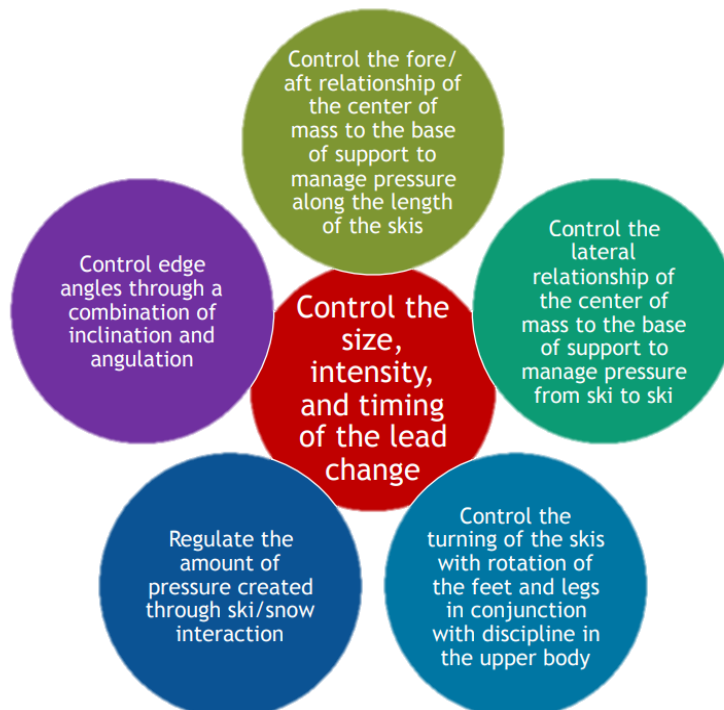 Control the fore/
aft relationship of
the center of
mass to the base
of support to
manage pressure
along the length
of the skis
Control the
lateral
relationship of
the center of
mass to the base
of support to
manage pressure
from ski to ski
Control the
turning of the skis
with rotation of
the feet and legs
in conjunction
with discipline in
the upper body
Regulate the
amount of
pressure created
through ski/snow
interaction
Control edge
angles through a
combination of
inclination and
angulation
Control the
size,
intensity,
and timing
of the lead
change